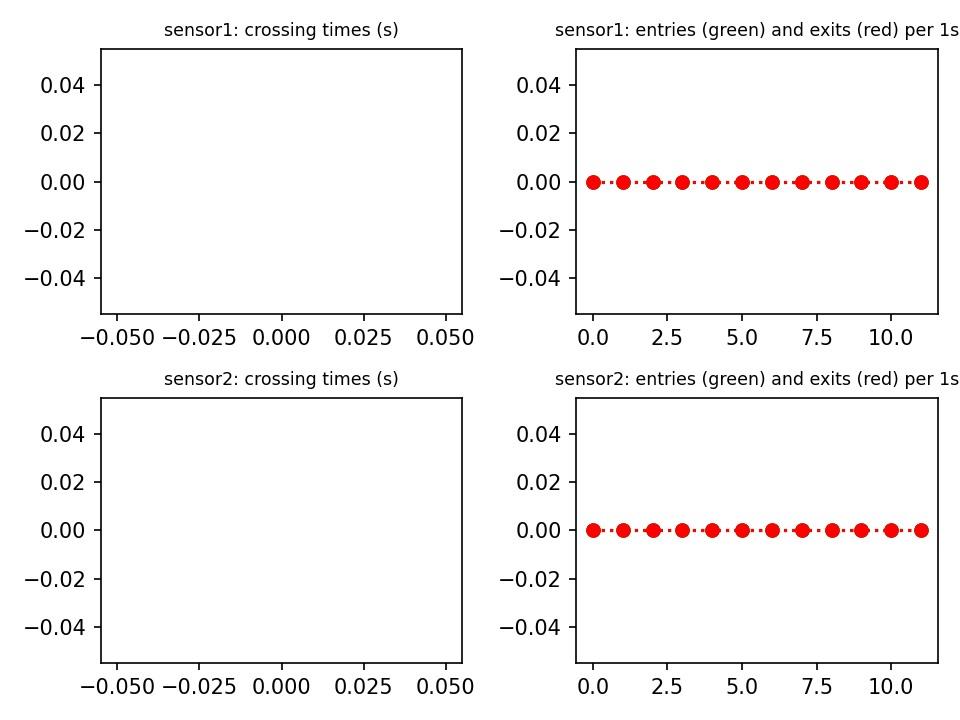 sensor1: crossing times (s)
sensor1: entries (green) and exits (red) per 1s
0.04
0.02
0.00
−0.02
−0.04
−0.050 −0.025 0.000 0.025 0.050
0.04
0.02
0.00
−0.02
−0.04
0.0 2.5 5.0 7.5 10.0
sensor2: crossing times (s)
sensor2: entries (green) and exits (red) per 1s
0.04
0.02
0.00
−0.02
−0.04
−0.050 −0.025 0.000 0.025 0.050
0.04
0.02
0.00
−0.02
−0.04
0.0 2.5 5.0 7.5 10.0